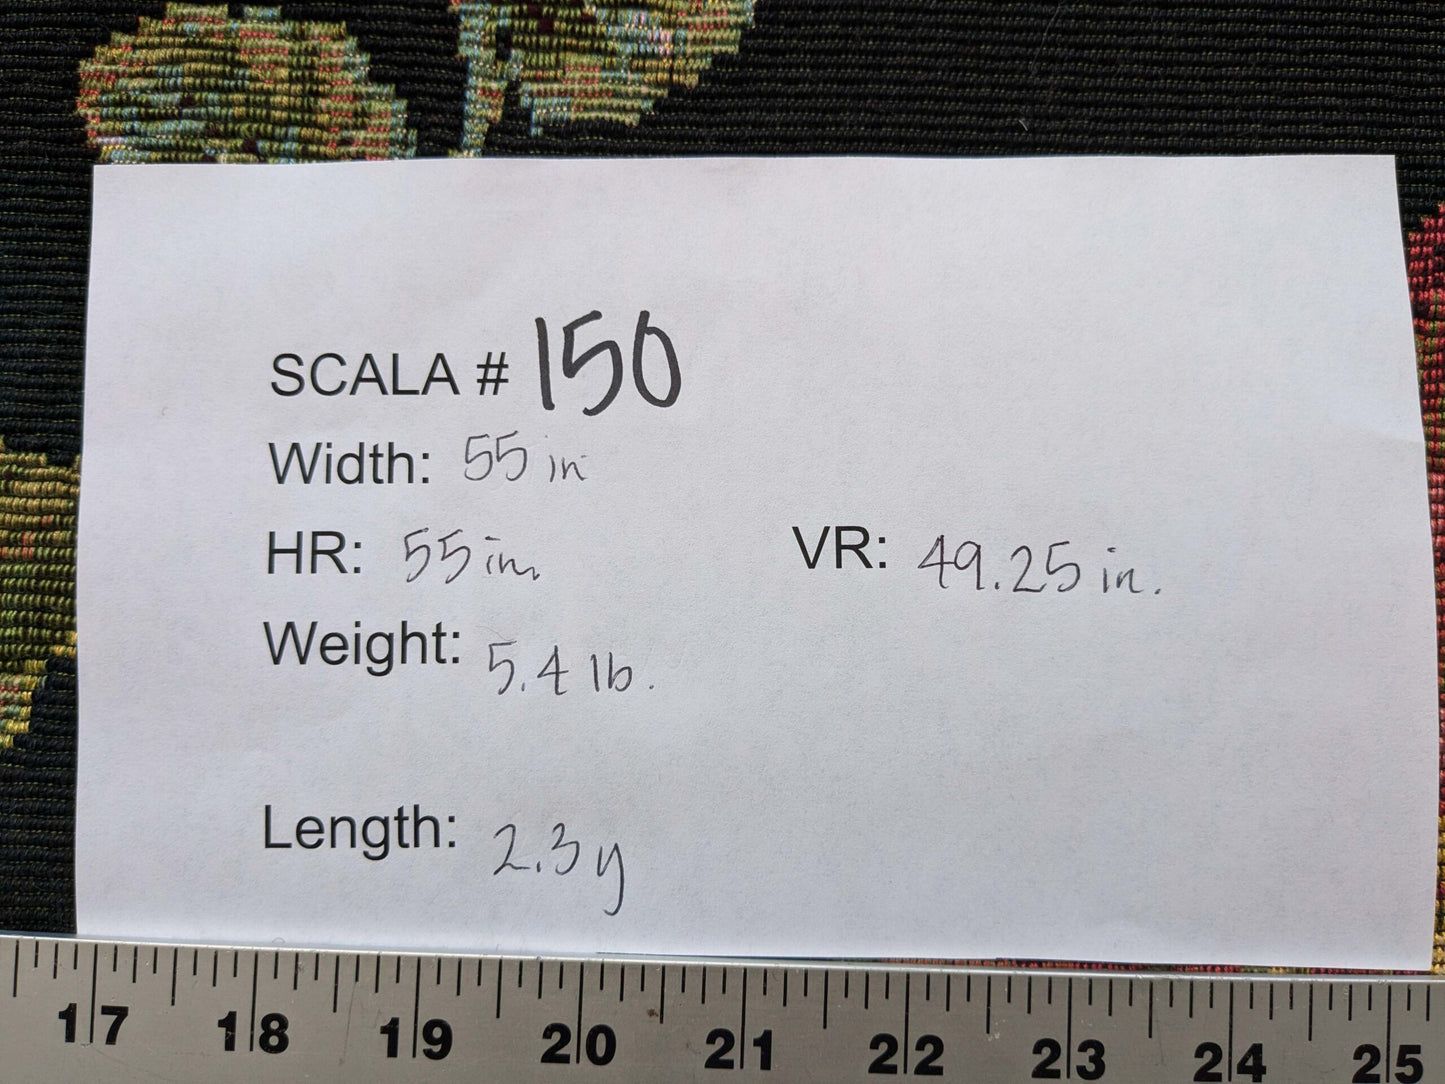 SCALA # 150
Width: 55 in
HR: 55 in. VR: 49.25 in.
Weight: 5.4 lb.
Length: 2.3 y
17 18 19 20 21 22 23 24 25